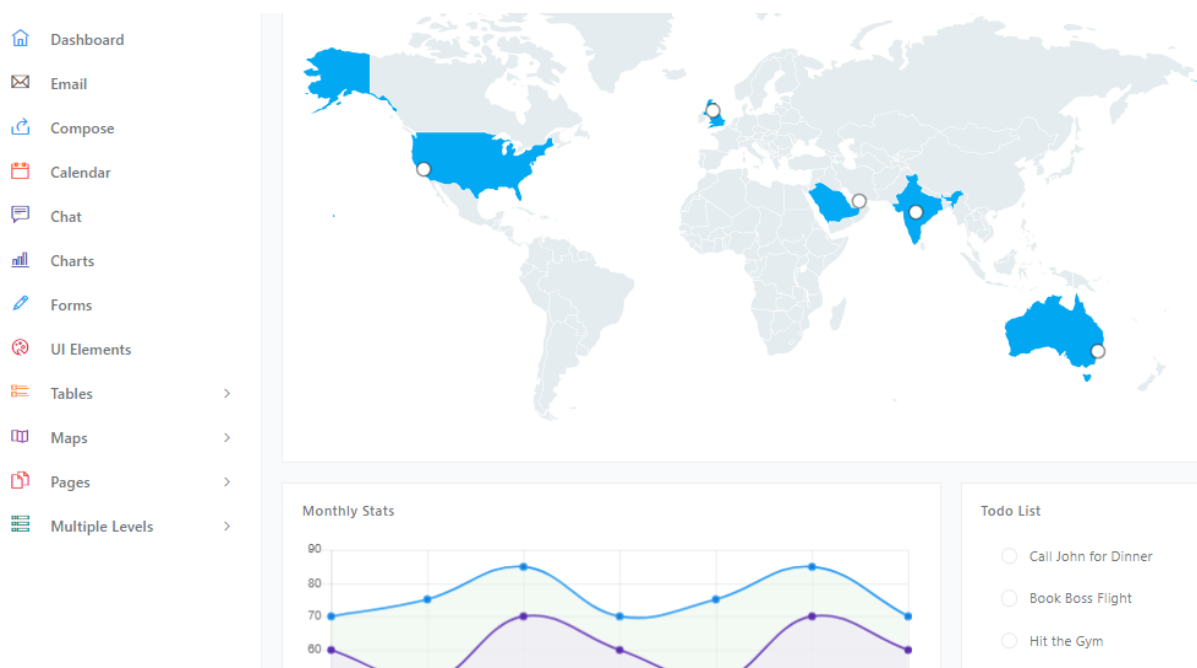 Dashboard
Email
Compose
Calendar
Chat
Charts
Forms
UI Elements
Tables
Maps
Pages
Multiple Levels
Monthly Stats
90
80
70
60
Todo List
Call John for Dinner
Book Boss Flight
Hit the Gym